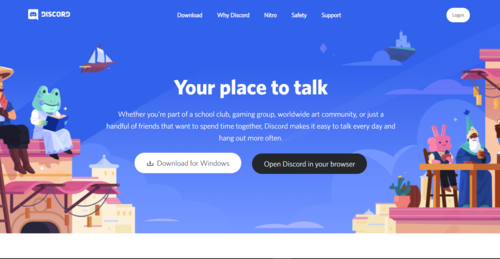 DISCORD
Download Why Discord Nitro Safety Support
Login
Your place to talk
Whether you're part of a school club, gaming group, worldwide art community, or just a
handful of friends that want to spend time together, Discord makes it easy to talk every day and
hang out more often.
Download for Windows
Open Discord in your browser